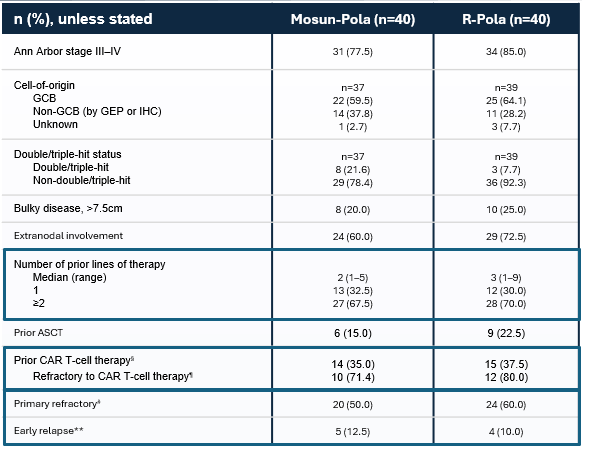 n (%), unless stated Mosun-Pola (n=40) R-Pola (n=40)
Ann Arbor stage III–IV 31 (77.5) 34 (85.0)
Cell-of-origin n=37 n=39
GCB 22 (59.5) 25 (64.1)
Non-GCB (by GEP or IHC) 14 (37.8) 11 (28.2)
Unknown 1 (2.7) 3 (7.7)
Double/triple-hit status n=37 n=39
Double/triple-hit 8 (21.6) 3 (7.7)
Non-double/triple-hit 29 (78.4) 36 (92.3)
Bulky disease, >7.5cm 8 (20.0) 10 (25.0)
Extranodal involvement 24 (60.0) 29 (72.5)
Number of prior lines of therapy
Median (range) 2 (1–5) 3 (1–9)
1 13 (32.5) 12 (30.0)
≥2 27 (67.5) 28 (70.0)
Prior ASCT 6 (15.0) 9 (22.5)
Prior CAR T-cell therapy§ 14 (35.0) 15 (37.5)
Refractory to CAR T-cell therapy¶ 10 (71.4) 12 (80.0)
Primary refractory‡ 20 (50.0) 24 (60.0)
Early relapse** 5 (12.5) 4 (10.0)